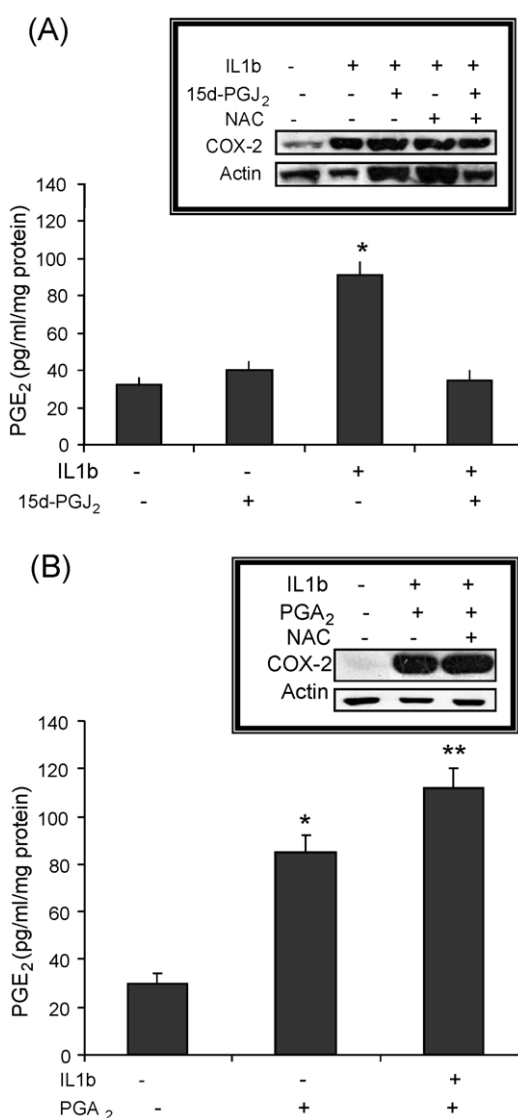 (A)
IL1b - + + + +
15d-PGJ2 - - + - +
NAC - - - + +
COX-2
Actin
140
120
100
80
60
40
20
0
PGE2 (pg/ml/mg protein)
*
IL1b - - + +
15d-PGJ2 - + - +
(B)
IL1b - + +
PGA2 - + +
NAC - - +
COX-2
Actin
140
120
100
80
60
40
20
0
PGE2 (pg/ml/mg protein)
*
**
IL1b - - +
PGA2 - + +